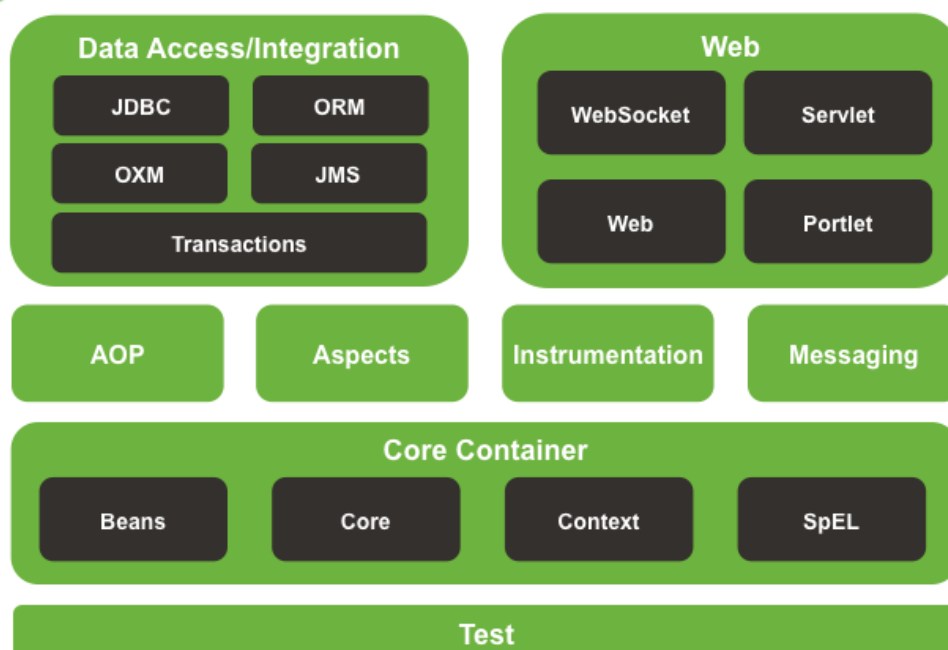 Data Access/Integration
JDBC
ORM
OXM
JMS
Transactions
Web
WebSocket
Servlet
Web
Portlet
AOP
Aspects
Instrumentation
Messaging
Core Container
Beans
Core
Context
SpEL
Test